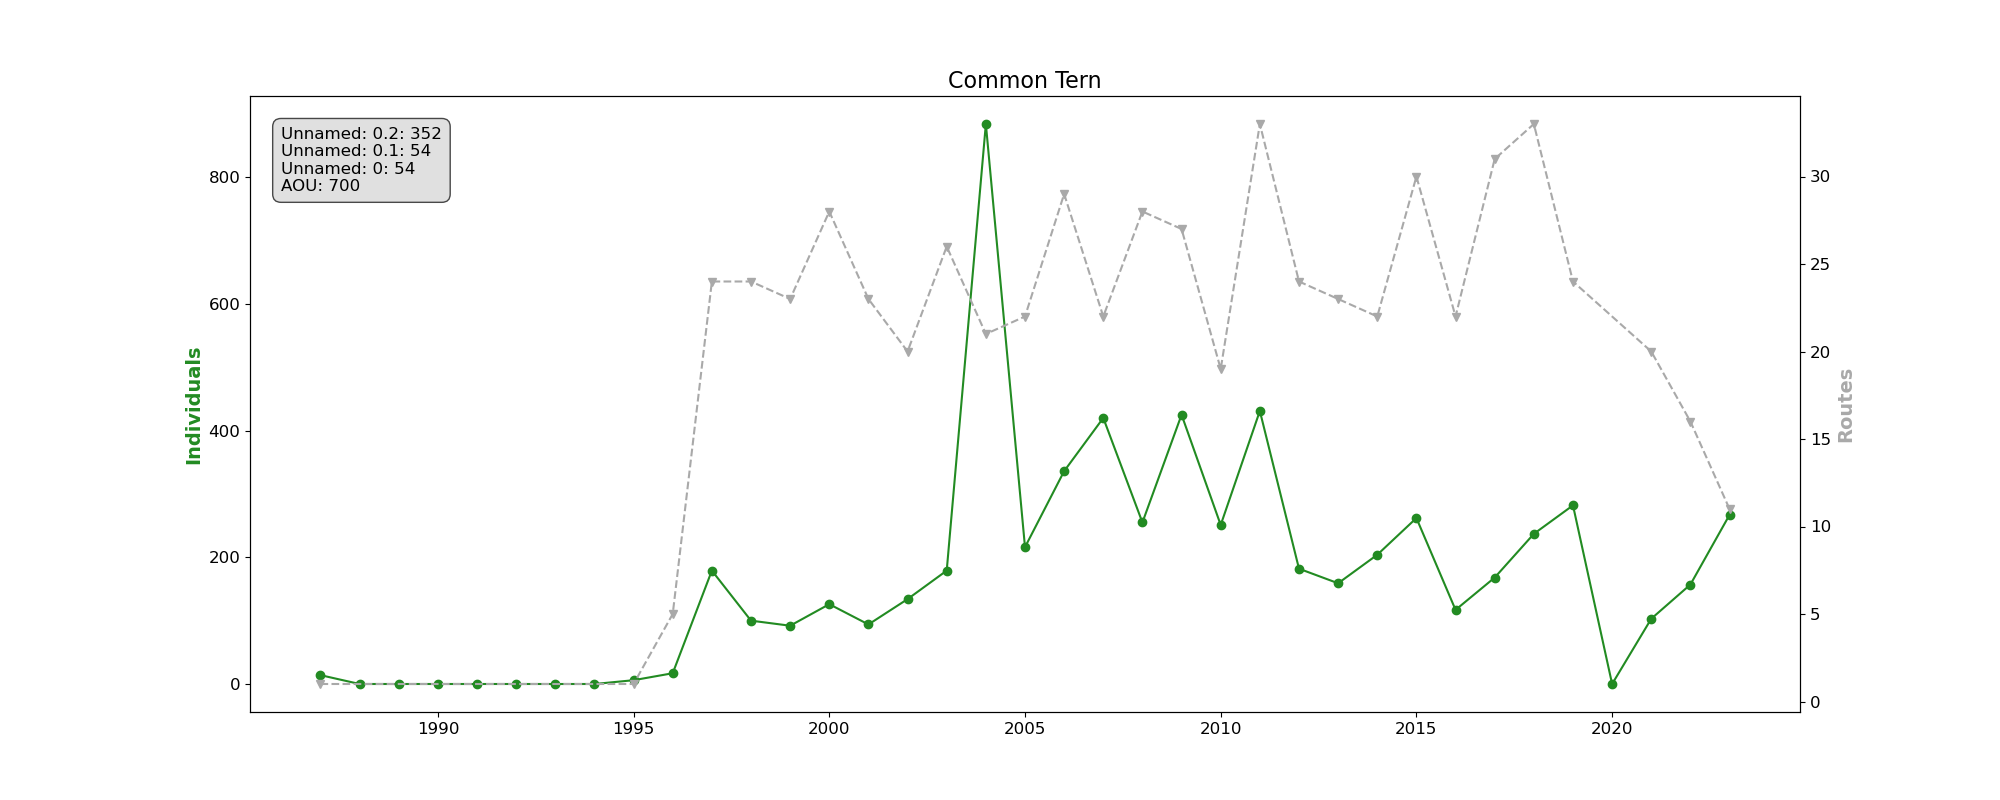 Common Tern
Unnamed: 0.2: 352
Unnamed: 0.1: 54
Unnamed: 0: 54
AOU: 700
800
600
400
200
0
Individuals
30
25
20
15
10
5
0
Routes
1990 1995 2000 2005 2010 2015 2020